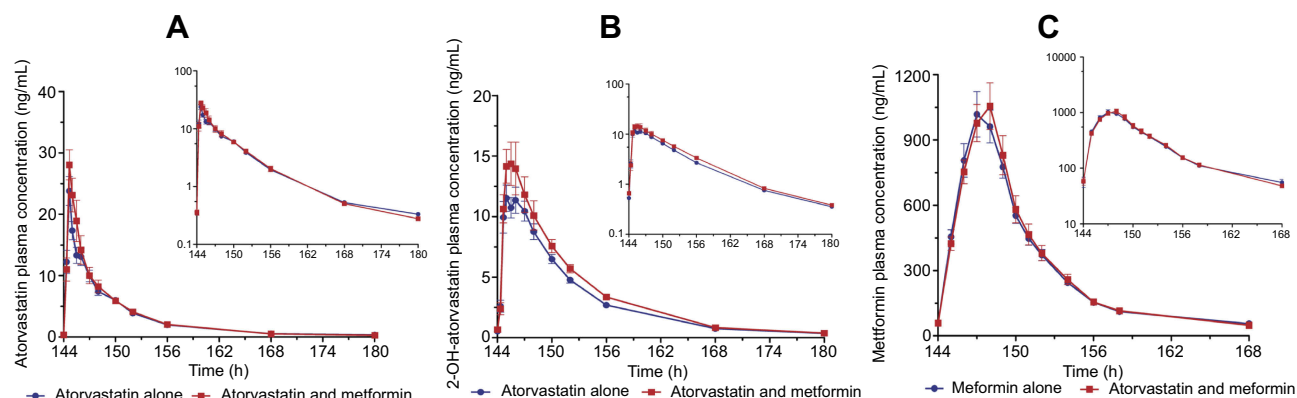 A
Atorvastatin plasma concentration (ng/mL)
40
30
20
10
0
144 150 156 162 168 174 180
Time (h)
100
10
1
0.1
144 150 156 162 168 174 180
Atorvastatin alone Atorvastatin and metformin
B
2-OH-atorvastatin plasma concentration (ng/mL)
20
15
10
5
0
144 150 156 162 168 174 180
Time (h)
100
10
1
0.1
144 150 156 162 168 174 180
Atorvastatin alone Atorvastatin and metformin
C
Metformin plasma concentration (ng/mL)
1200
900
600
300
0
144 150 156 162 168
Time (h)
10000
1000
100
10
144 150 156 162 168
Meformin alone Atorvastatin and meformin